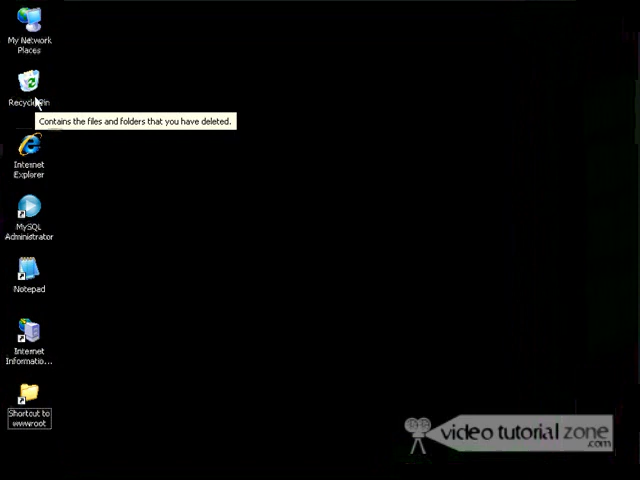 My Network
Places
Recycle Bin
Contains the files and folders that you have deleted.
Internet
Explorer
MySQL
Administrator
Notepad
Internet
Informatio...
Shortcut to
wwwroot
video tutorial zone
.com